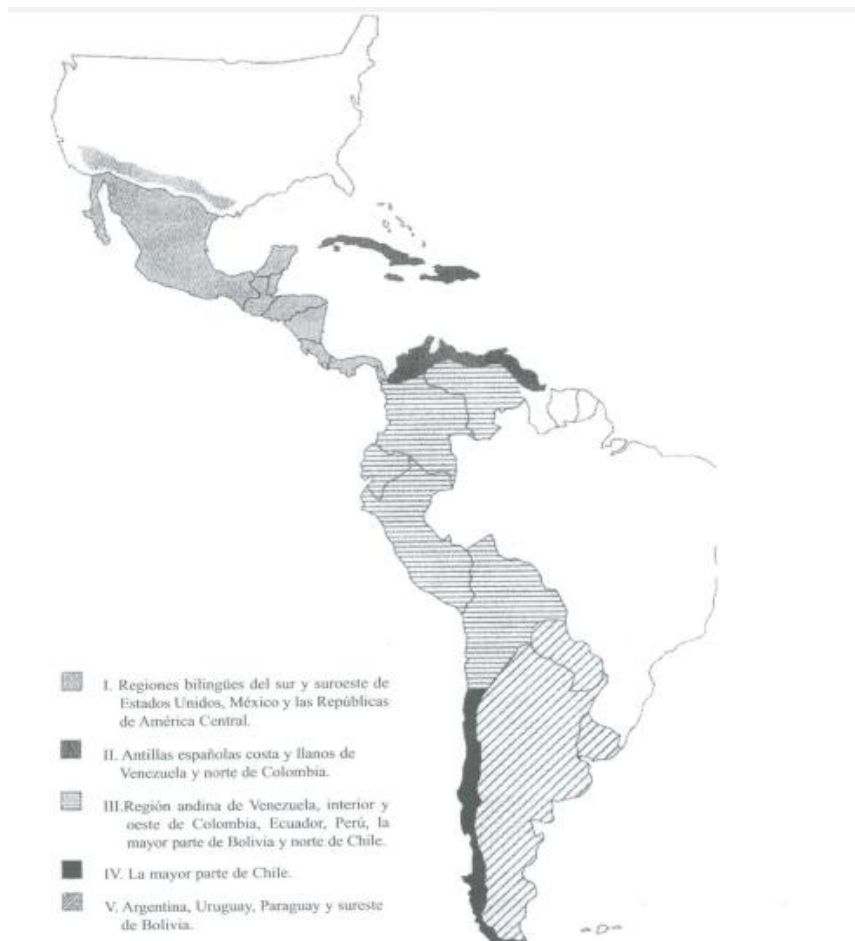 I. Regiones bilingües del sur y suroeste de
Estados Unidos, México y las Repúblicas
de América Central.
II. Antillas españolas costa y llanos de
Venezuela y norte de Colombia.
III.Región andina de Venezuela, interior y
oeste de Colombia, Ecuador, Perú, la
mayor parte de Bolivia y norte de Chile.
IV. La mayor parte de Chile.
V. Argentina, Uruguay, Paraguay y sureste
de Bolivia.